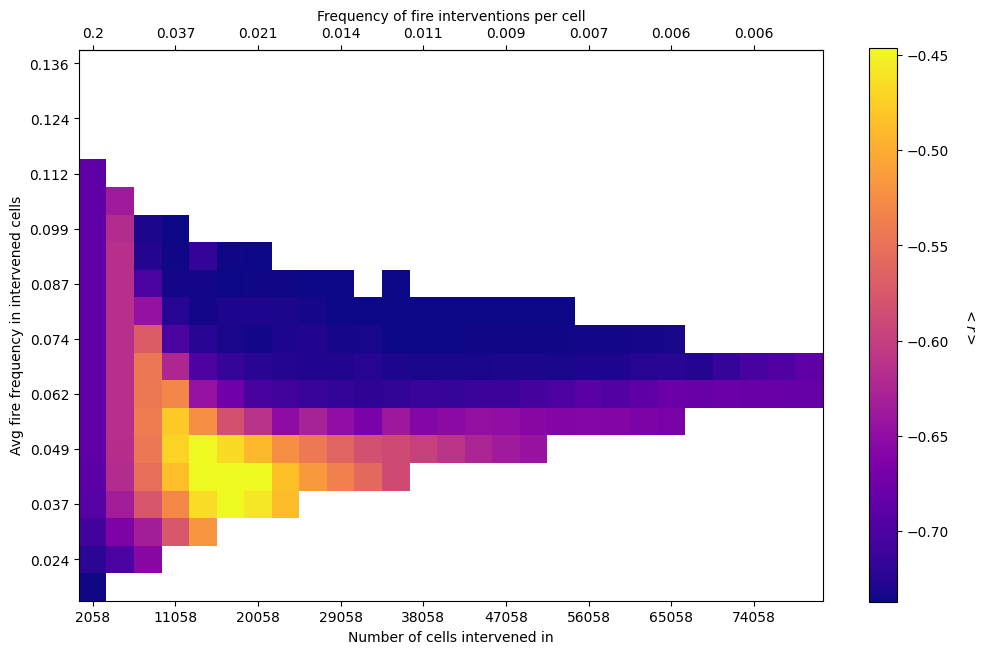 Frequency of fire interventions per cell
0.2 0.037 0.021 0.014 0.011 0.009 0.007 0.006 0.006
Avg fire frequency in intervened cells
0.136
0.124
0.112
0.099
0.087
0.074
0.062
0.049
0.037
0.024
2058 11058 20058 29058 38058 47058 56058 65058 74058
Number of cells intervened in
−0.45
−0.50
−0.55
−0.60
−0.65
−0.70
< r >